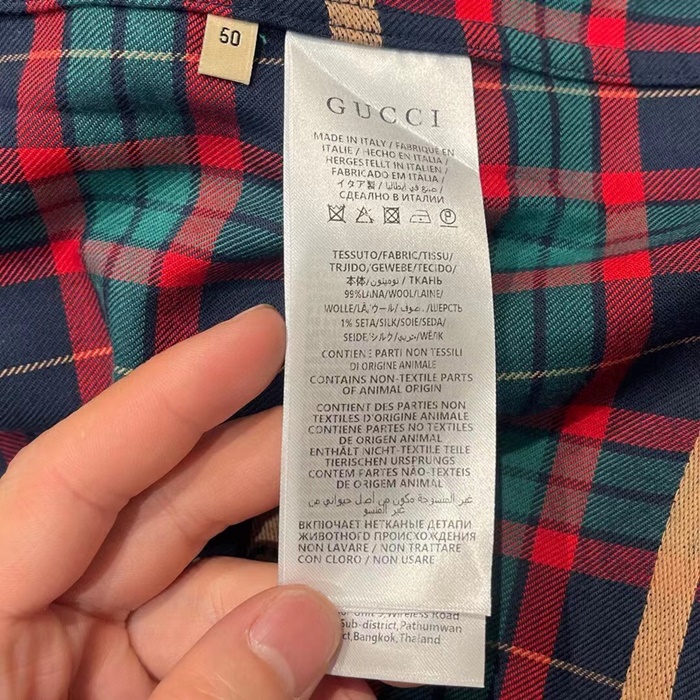 50
GUCCI
MADE IN ITALY / FABRIQUE EN
ITALIE / HECHO EN ITALIA /
HERGESTELLT IN ITALIEN /
FABRICADO EM ITALIA /
イタリア製 / صنع في إيطاليا /
СДЕЛАНО В ИТАЛИИ
P
TESSUTO/FABRIC/TISSU/
TRJIDO/GEWEBE/TECIDO/
本体/ /ТКАНЬ
99%LANA/WOOL/LAINE/
WOLLE/LÃ/ウール/ صوف /ШЕРСТЬ
1% SETA/SILK/SOIE/SEDA/
SEIDE/シルク/حرير/ШЁЛК
CONTIENE PARTI NON TESSILI
DI ORIGINE ANIMALE
CONTAINS NON-TEXTILE PARTS
OF ANIMAL ORIGIN
CONTIENT DES PARTIES NON
TEXTILES D'ORIGINE ANIMALE
CONTIENE PARTES NO TEXTILES
DE ORIGEN ANIMAL
ENTHÄLT NICHT-TEXTILE TEILE
TIERISCHEN URSPRUNGS
CONTEM PARTES NÃO-TEXTEIS
DE ORIGEM ANIMAL
غير المنسوجة مكون من أصل حيواني من
ВКЛЮЧАЕТ НЕТКАНЫЕ ДЕТАЛИ
ЖИВОТНОГО ПРОИСХОЖДЕНИЯ
NON LAVARE / NON TRATTARE
CON CLORO / NON USARE
Unit 5, Wireless Road
Sub-district, Pathumwan
ct, Bangkok, Thailand